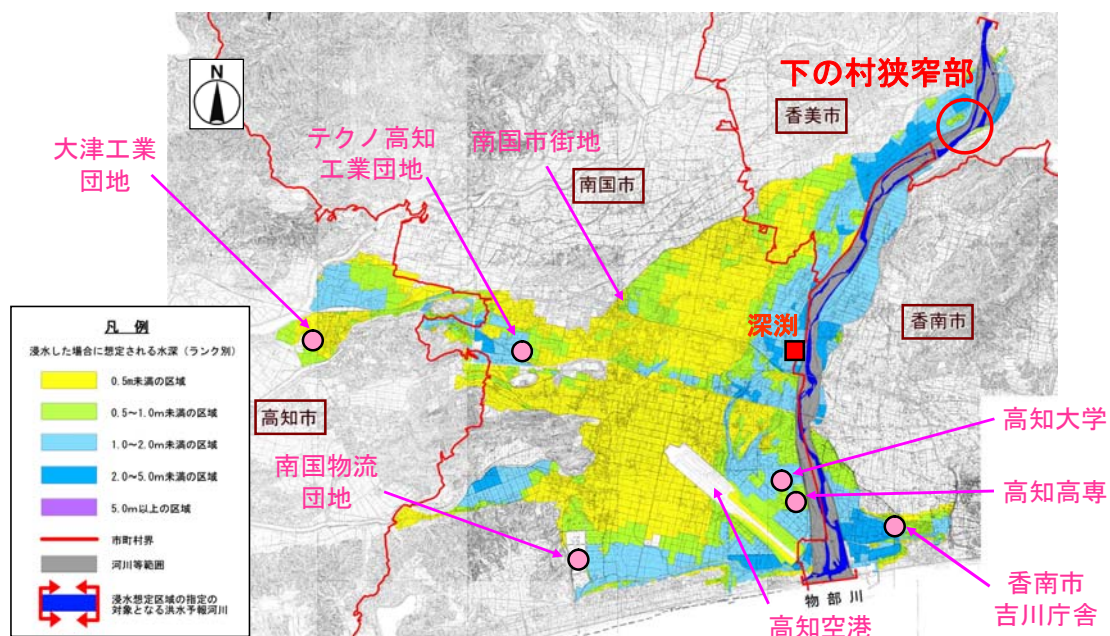 N
下の村狭窄部
香美市
大津工業
団地
テクノ高知
工業団地
南国市街地
南国市
深渕
香南市
高知市
南国物流
団地
高知大学
高知高専
香南市
吉川庁舎
高知空港
物部川
凡 例
浸水した場合に想定される水深(ランク別)
0.5m未満の区域
0.5~1.0m未満の区域
1.0~2.0m未満の区域
2.0~5.0m未満の区域
5.0m以上の区域
市町村界
河川等範囲
浸水想定区域の指定の
対象となる洪水予報河川